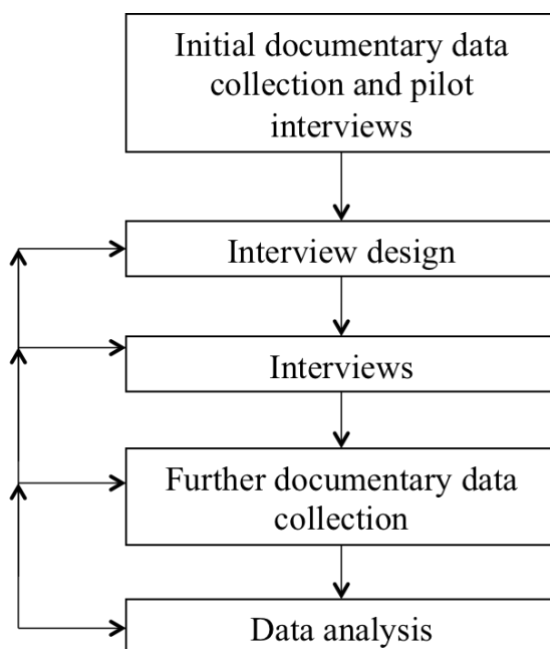 Initial documentary data
collection and pilot
interviews
Interview design
Interviews
Further documentary data
collection
Data analysis